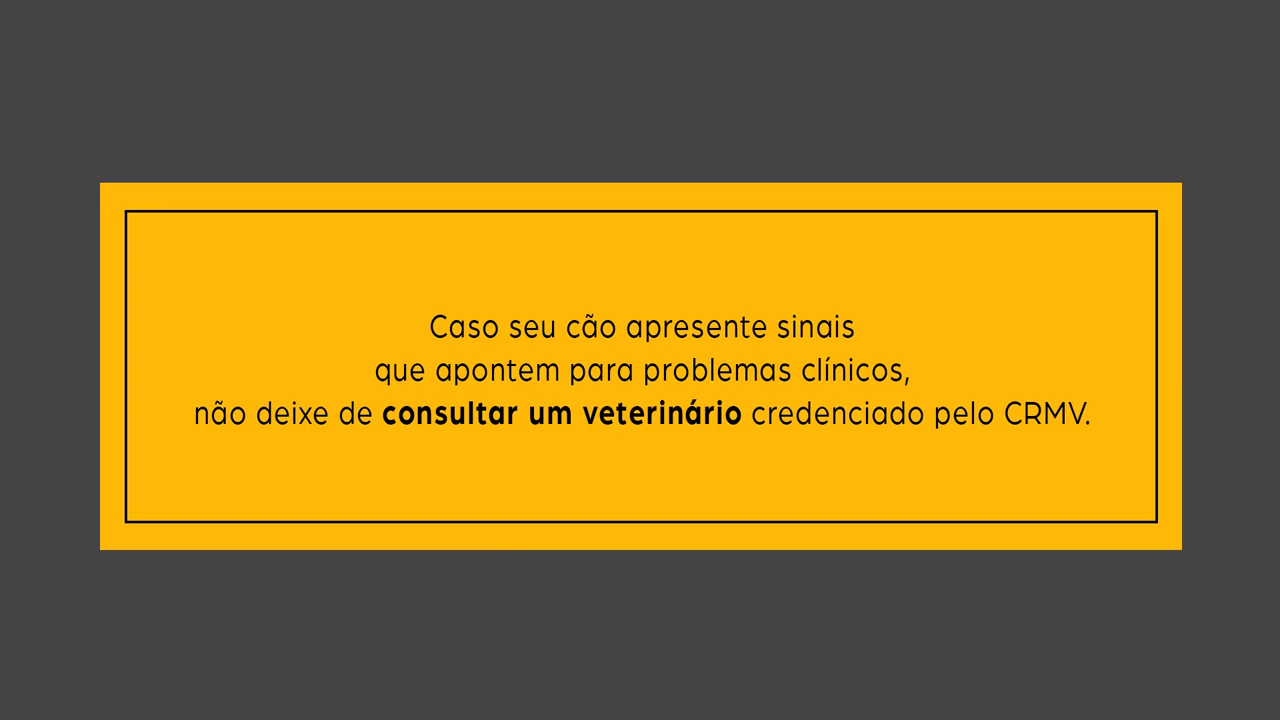 Caso seu cão apresente sinais
que apontem para problemas clínicos,
não deixe de consultar um veterinário credenciado pelo CRMV.